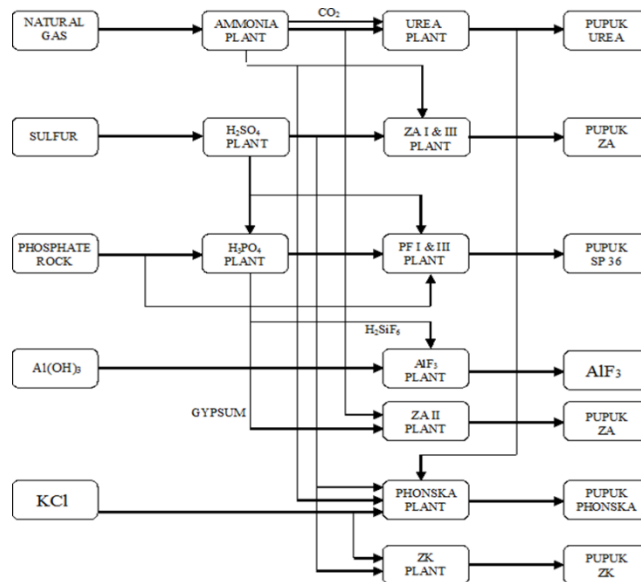 CO₂
NATURAL
GAS
AMMONIA
PLANT
UREA
PLANT
PUPUK
UREA
SULFUR
H₂SO₄
PLANT
ZA I & III
PLANT
PUPUK
ZA
PHOSPHATE
ROCK
H₃PO₄
PLANT
PF I & III
PLANT
PUPUK
SP 36
H₂SiF₆
Al(OH)₃
AlF₃
PLANT
AlF₃
GYPSUM
ZA II
PLANT
PUPUK
ZA
KCl
PHONSKA
PLANT
PUPUK
PHONSKA
ZK
PLANT
PUPUK
ZK